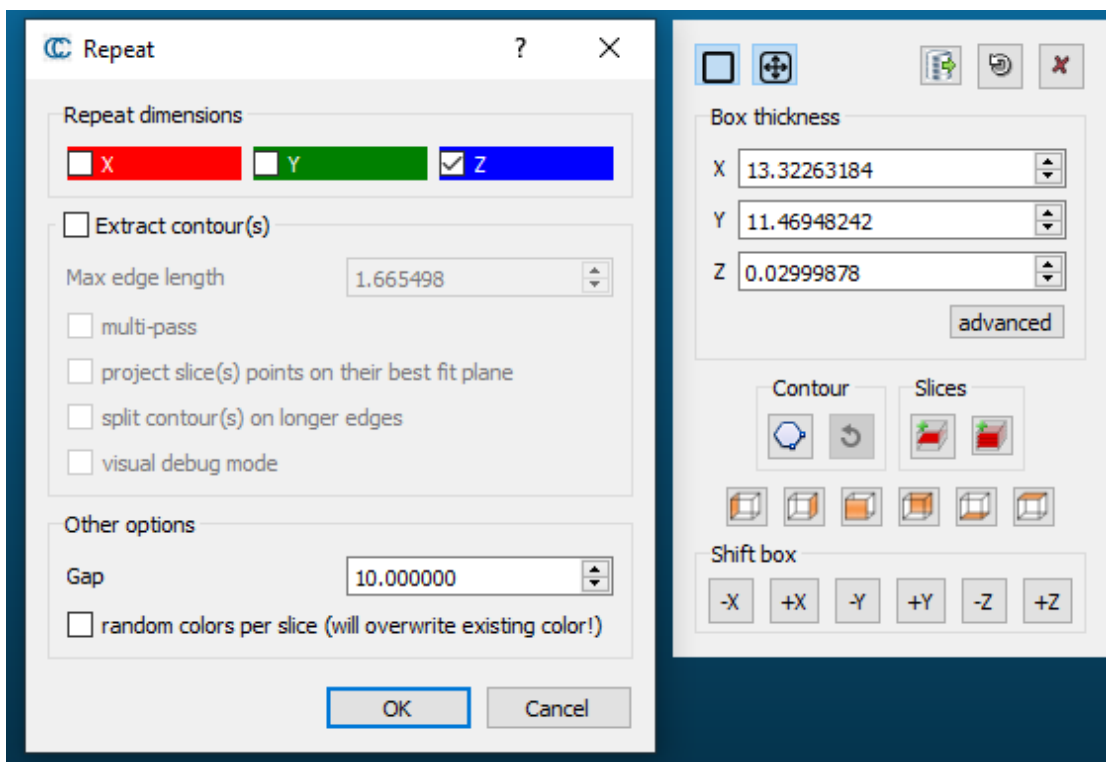 Repeat ?
Repeat dimensions
X Y Z
Extract contour(s)
Max edge length 1.665498
multi-pass
project slice(s) points on their best fit plane
split contour(s) on longer edges
visual debug mode
Other options
Gap 10.000000
random colors per slice (will overwrite existing color!)
OK Cancel
Box thickness
X 13.32263184
Y 11.46948242
Z 0.02999878
advanced
Contour Slices
Shift box
-X +X -Y +Y -Z +Z